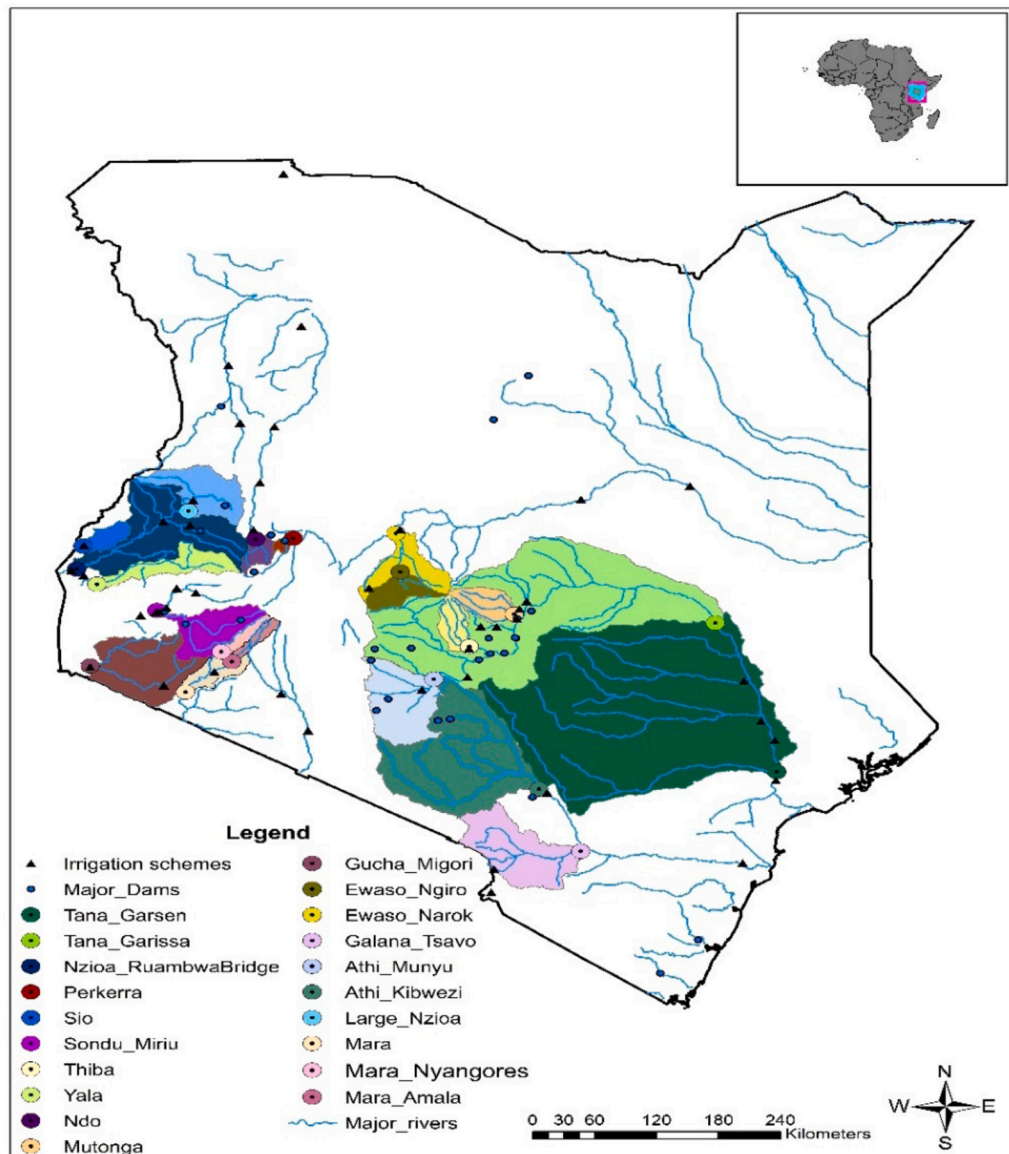 Legend
Irrigation schemes
Major_Dams
Tana_Garsen
Tana_Garissa
Nzioa_RuambwaBridge
Perkerra
Sio
Sondu_Miriu
Thiba
Yala
Ndo
Mutonga
Gucha_Migori
Ewaso_Ngiro
Ewaso_Narok
Galana_Tsavo
Athi_Munyu
Athi_Kibwezi
Large_Nzioa
Mara
Mara_Nyangores
Mara_Amala
Major_rivers
0 30 60 120 180 240
Kilometers
N
W E
S